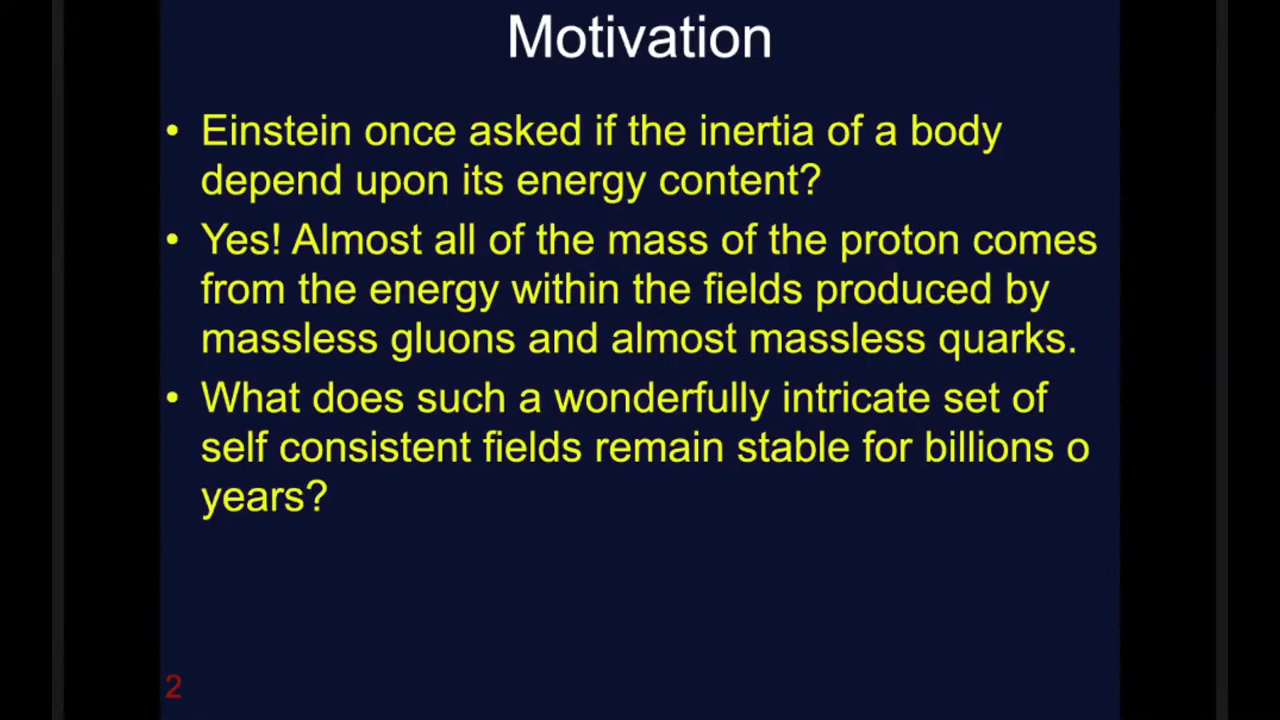 Motivation
• Einstein once asked if the inertia of a body
depend upon its energy content?
• Yes! Almost all of the mass of the proton comes
from the energy within the fields produced by
massless gluons and almost massless quarks.
• What does such a wonderfully intricate set of
self consistent fields remain stable for billions o
years?
2